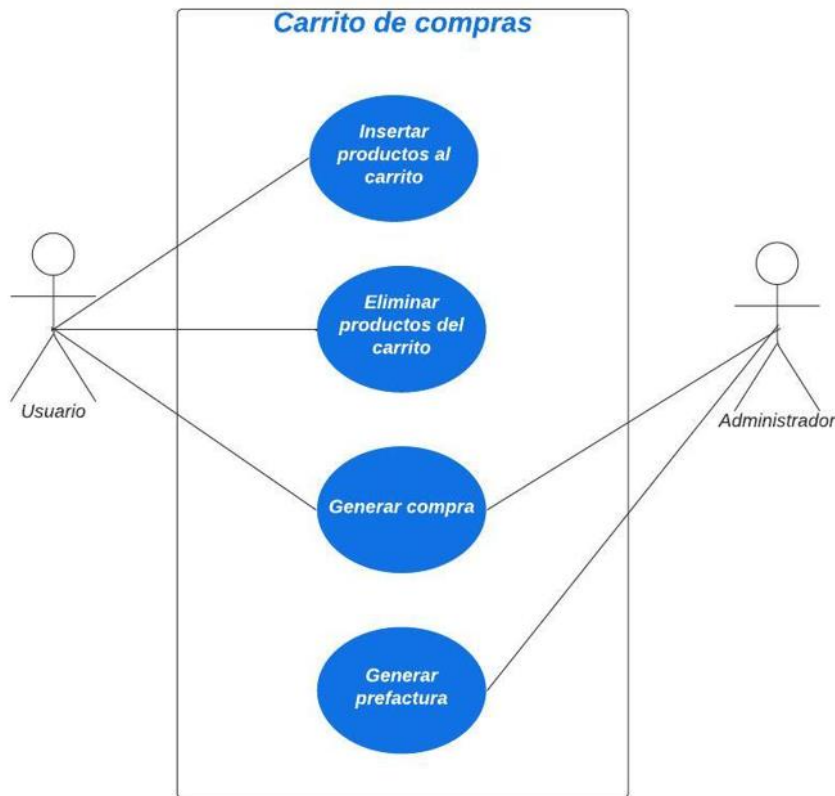 Carrito de compras
Insertar
productos al
carrito
Eliminar
productos del
carrito
Usuario
Administrador
Generar compra
Generar
prefactura